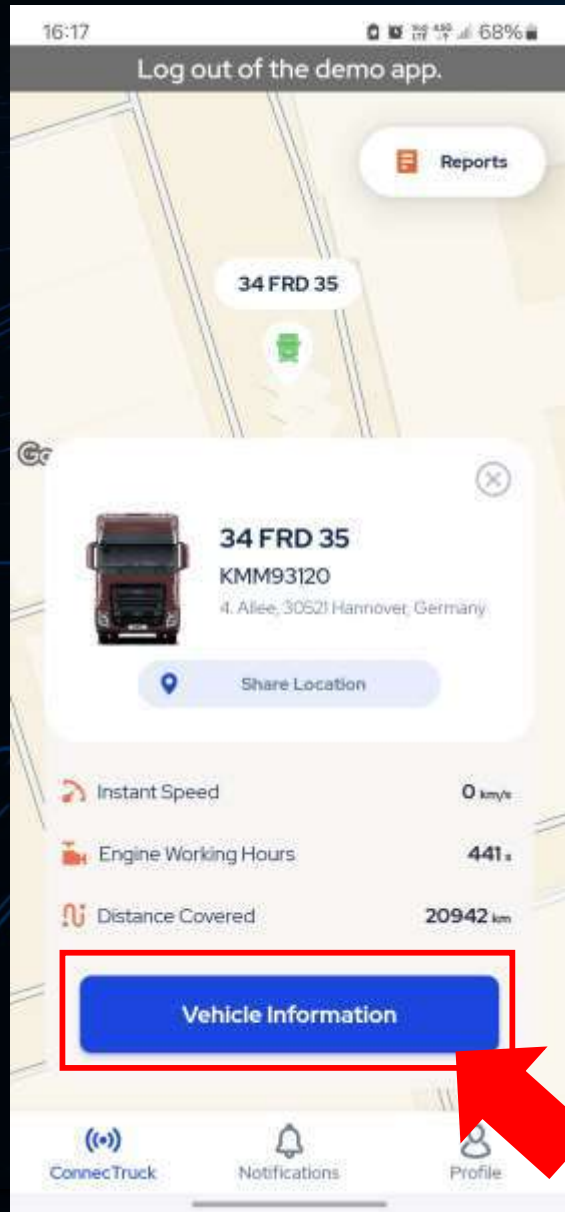 16:17
68%
Log out of the demo app.
Reports
34 FRD 35
34 FRD 35
KMM93120
4. Allee, 30521 Hannover, Germany
Share Location
Instant Speed
0 km/s
Engine Working Hours
441 s
Distance Covered
20942 km
Vehicle Information
ConnecTruck
Notifications
Profile